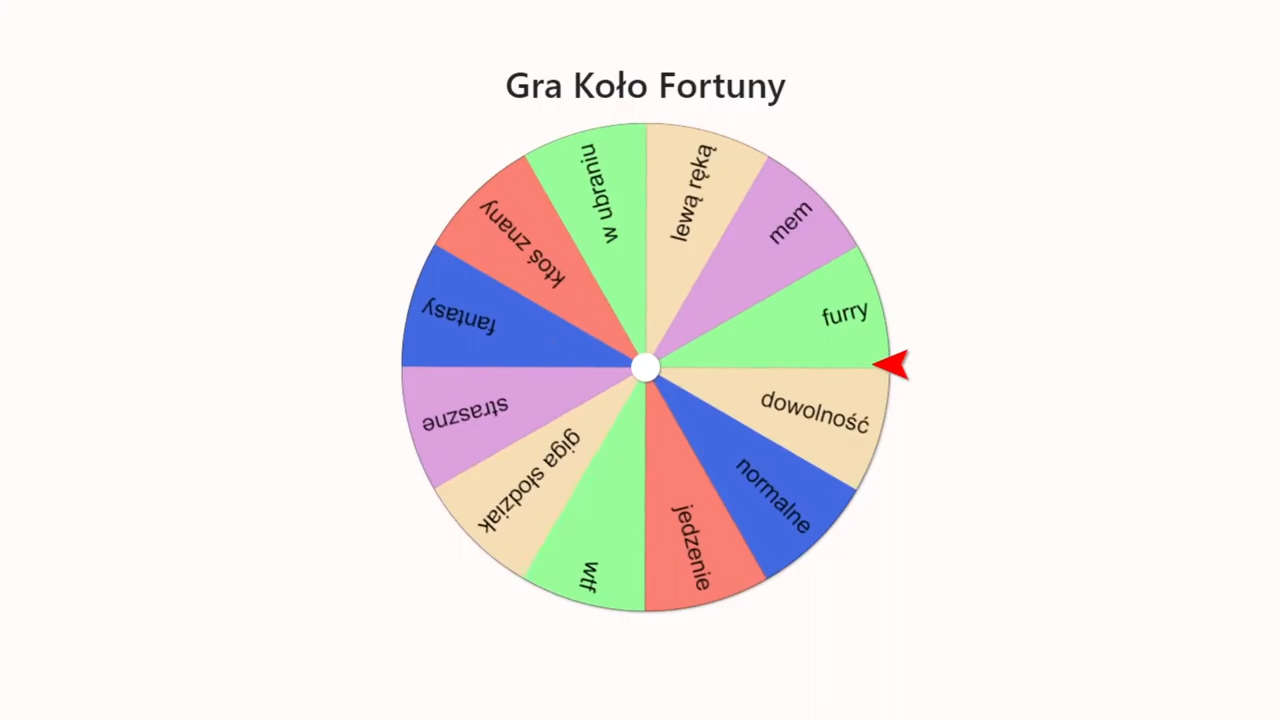 Gra Koło Fortuny
lewą ręką
mem
furry
dowolność
normalne
jedzenie
wtf
giga słodziak
straszne
fantasy
ktoś znany
w ubraniu